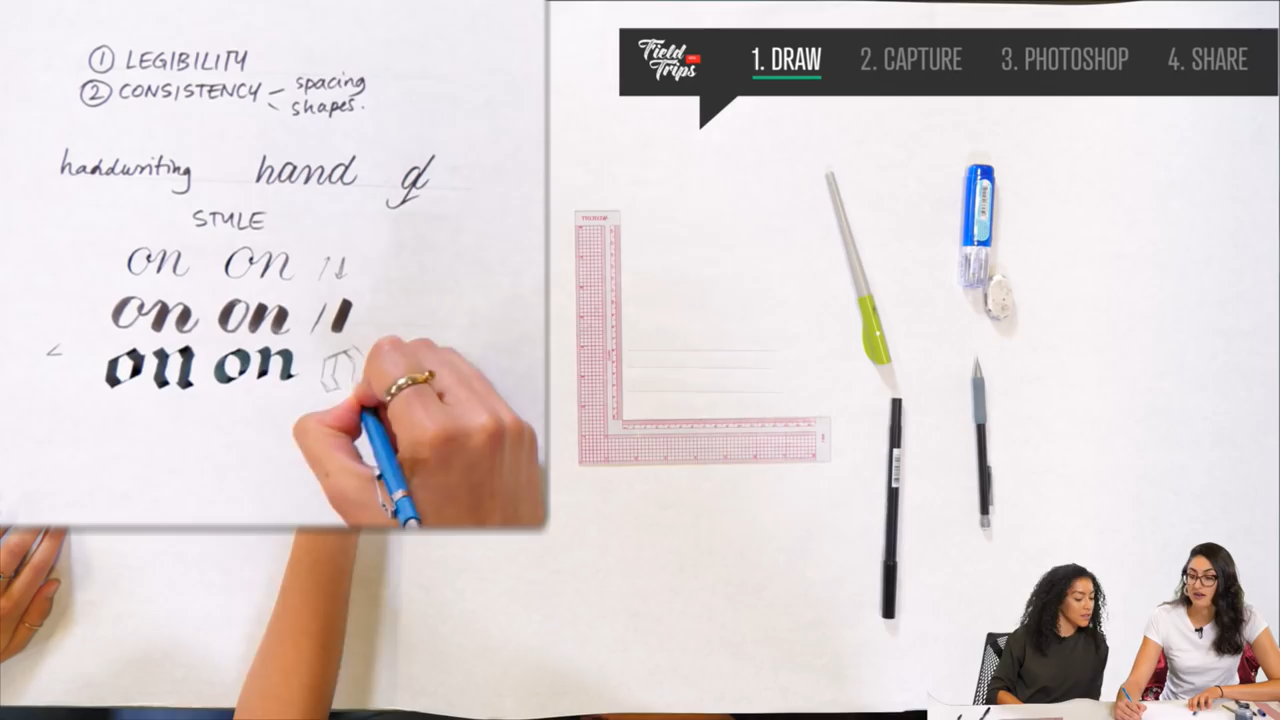 ① LEGIBILITY
② CONSISTENCY - spacing
shapes.
handwriting hand g
STYLE
on on
on on
on on
Field Trips
1. DRAW 2. CAPTURE 3. PHOTOSHOP 4. SHARE